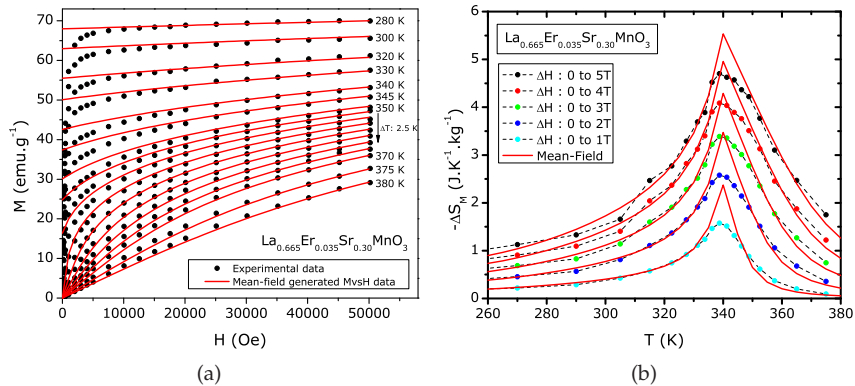 70
60
50
40
30
20
10
0
M (emu.g⁻¹)
280 K
300 K
320 K
330 K
340 K
345 K
350 K
ΔT: 2.5 K
370 K
375 K
380 K
La₀.₆₆₅Er₀.₀₃₅Sr₀.₃₀MnO₃
Experimental data
Mean-field generated MvsH data
0 10000 20000 30000 40000 50000
H (Oe)
(a)
6
5
4
3
2
1
0
-ΔS_M (J.K⁻¹.kg⁻¹)
La₀.₆₆₅Er₀.₀₃₅Sr₀.₃₀MnO₃
ΔH : 0 to 5T
ΔH : 0 to 4T
ΔH : 0 to 3T
ΔH : 0 to 2T
ΔH : 0 to 1T
Mean-Field
260 280 300 320 340 360 380
T (K)
(b)